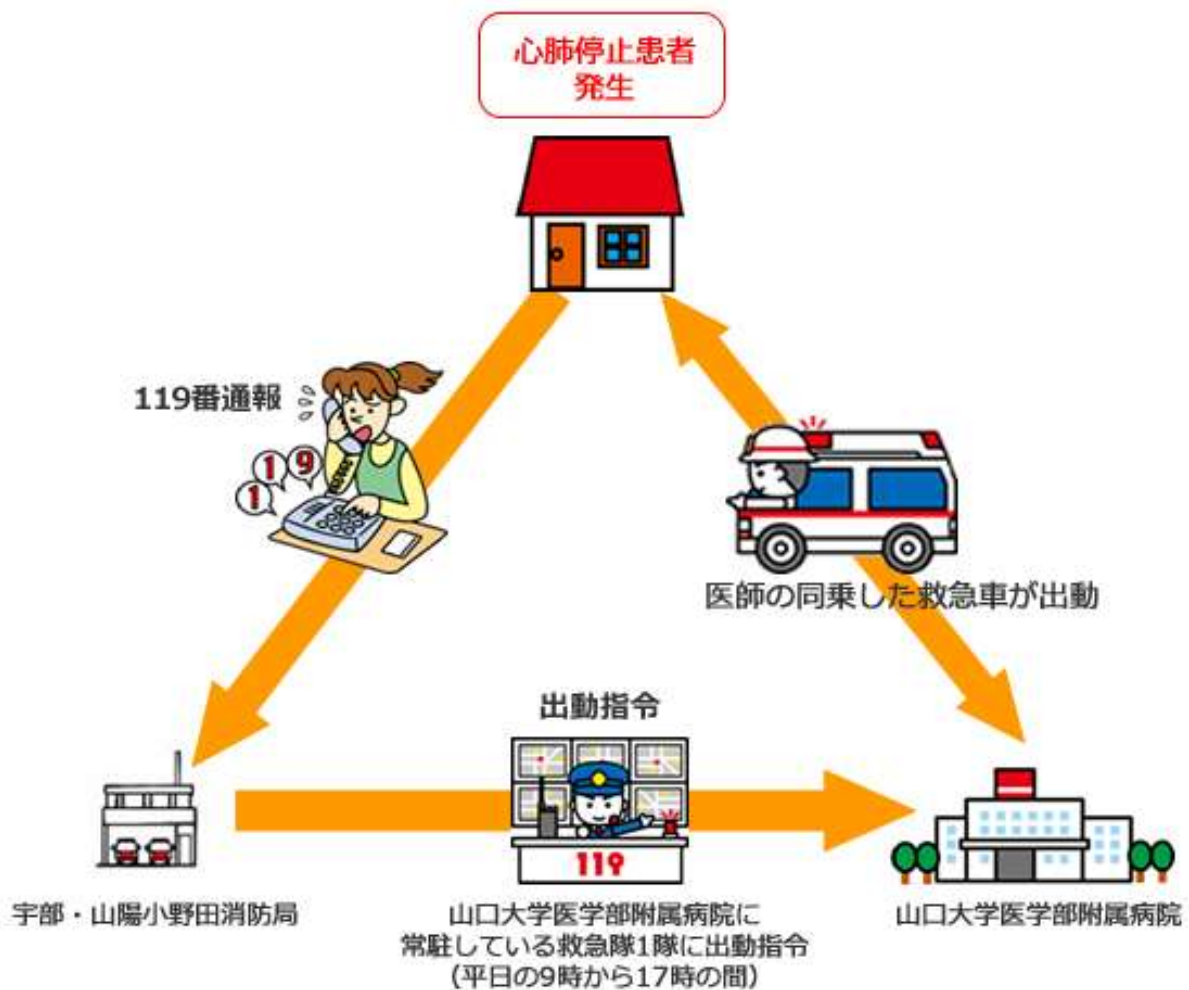 心肺停止患者
発生
119番通報
1 1 9
医師の同乗した救急車が出動
出動指令
119
宇部・山陽小野田消防局
山口大学医学部附属病院に
常駐している救急隊1隊に出動指令
（平日の9時から17時の間）
山口大学医学部附属病院